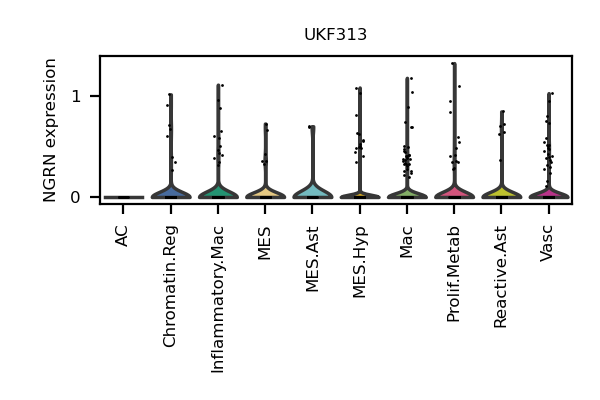 UKF313
NGRN expression
1
0
AC
Chromatin.Reg
Inflammatory.Mac
MES
MES.Ast
MES.Hyp
Mac
Prolif.Metab
Reactive.Ast
Vasc